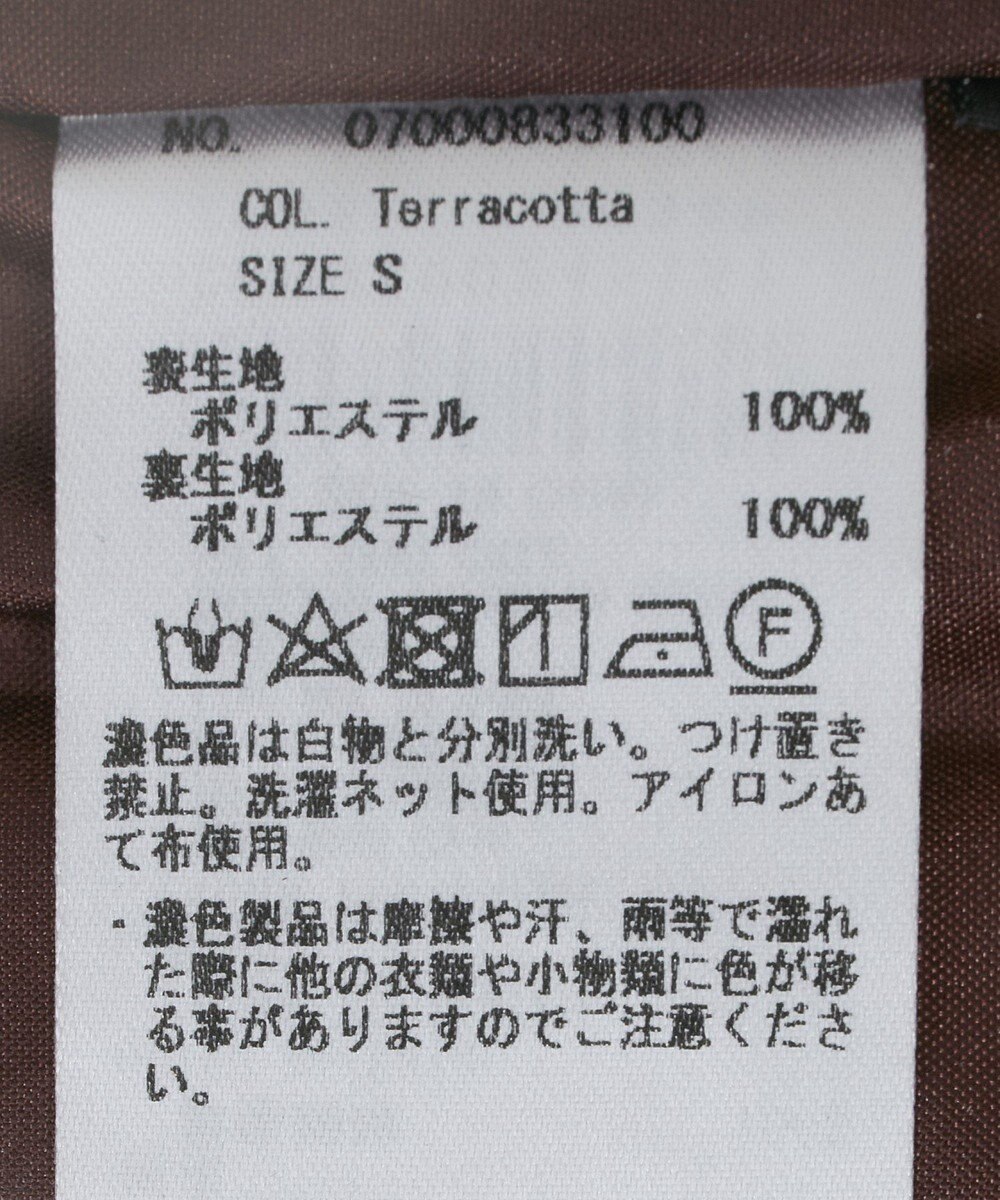 NO. 07000833100
COL. Terracotta
SIZE S
表生地
ポリエステル 100%
裏生地
ポリエステル 100%
F
濃色品は白物と分別洗い。つけ置き
禁止。洗濯ネット使用。アイロンあ
て布使用。
・濃色製品は摩擦や汗、雨等で濡れ
た際に他の衣類や小物類に色が移
る事がありますのでご注意くださ
い。